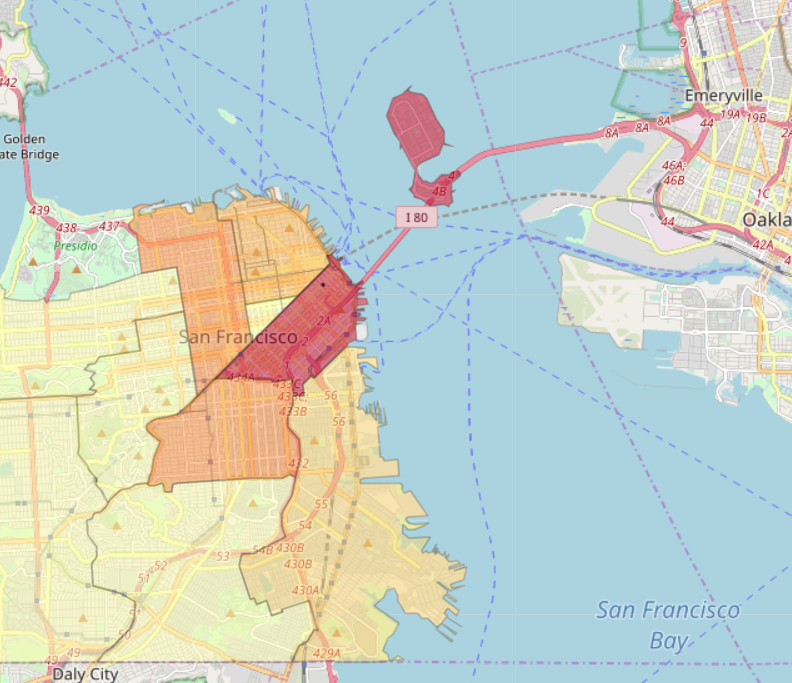 442
9
Emeryville
19A
19B
44
8A
8A
8A
2A
Golden
ate Bridge
46A
46B
4B
1C
439
438
437
I 80
44
Oakla
42A
Presidio
2A
San Francisco
2
1
434A
433C
433B
56
56
432
55
54
54B
430B
53
52
51
430B
430A
50
49
49
429A
San Francisco
Bay
Daly City